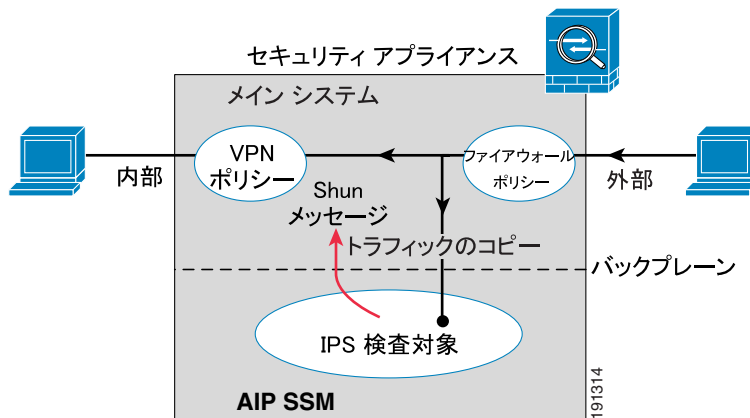 セキュリティ アプライアンス
メイン システム
VPN
ポリシー
ファイアウォール
ポリシー
内部
外部
Shun
メッセージ
トラフィックのコピー
バックプレーン
IPS 検査対象
AIP SSM
191314